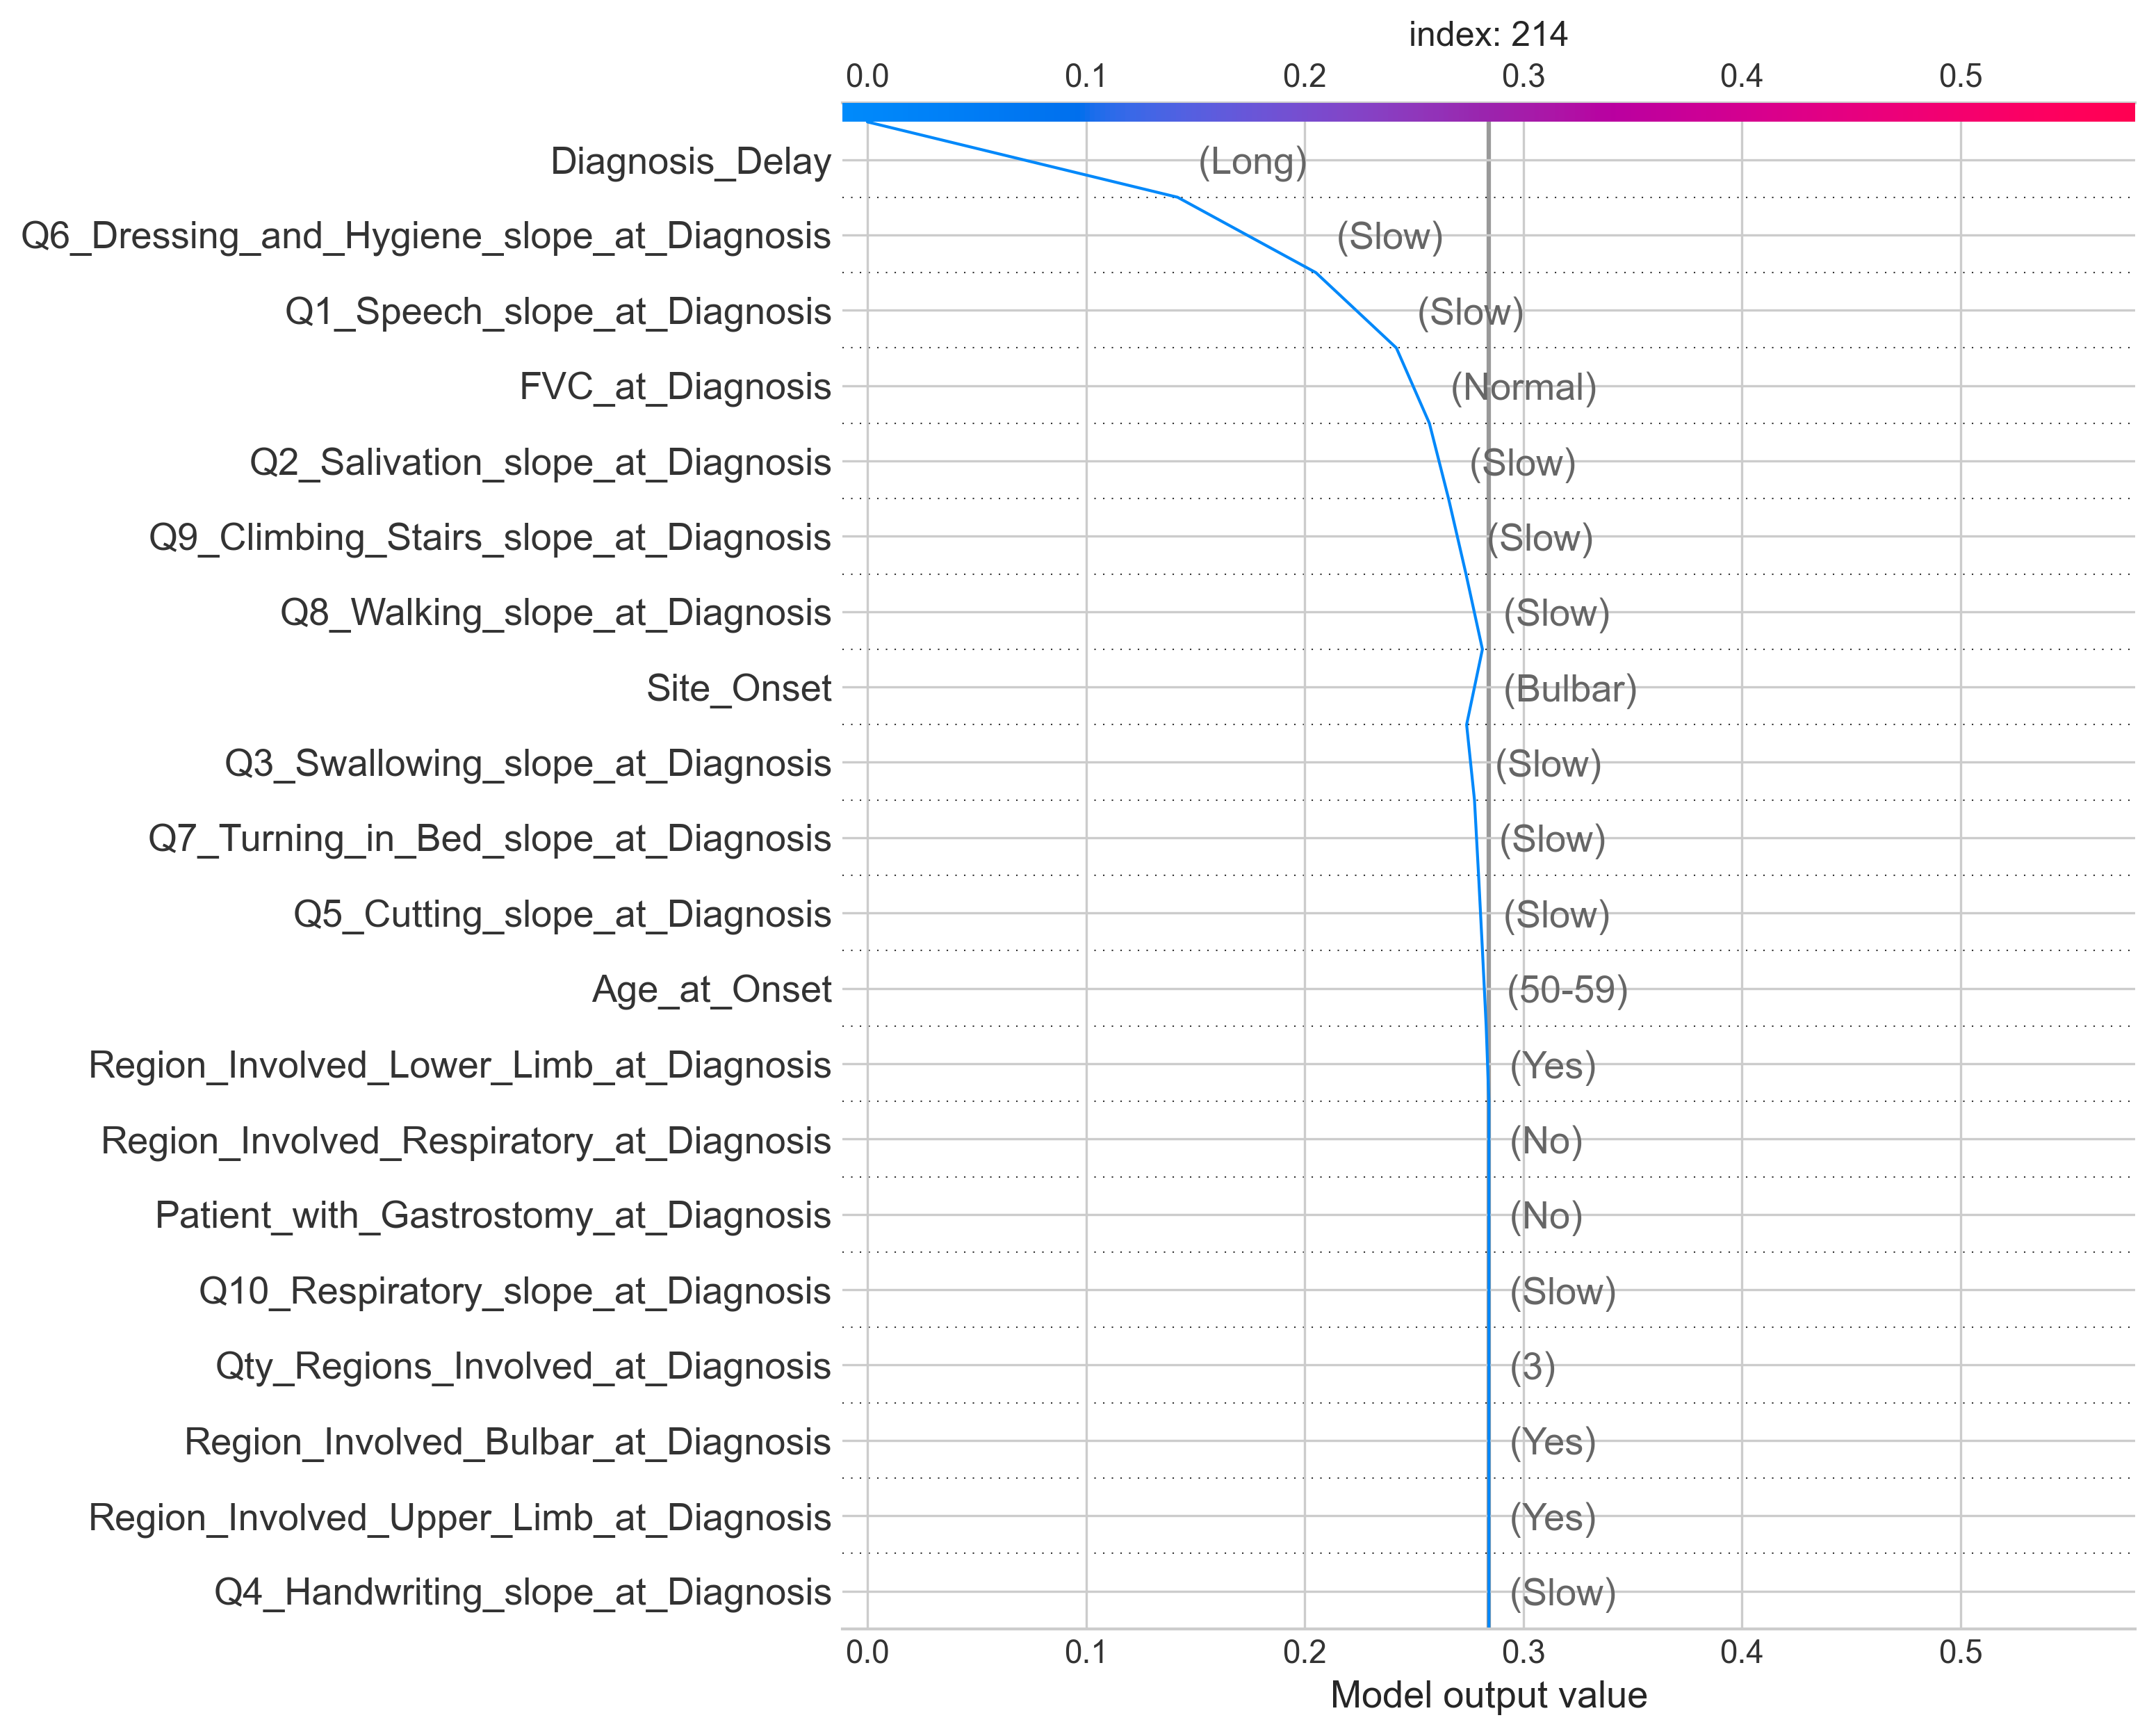 index: 214
0.0 0.1 0.2 0.3 0.4 0.5
Diagnosis_Delay (Long)
Q6_Dressing_and_Hygiene_slope_at_Diagnosis (Slow)
Q1_Speech_slope_at_Diagnosis (Slow)
FVC_at_Diagnosis (Normal)
Q2_Salivation_slope_at_Diagnosis (Slow)
Q9_Climbing_Stairs_slope_at_Diagnosis (Slow)
Q8_Walking_slope_at_Diagnosis (Slow)
Site_Onset (Bulbar)
Q3_Swallowing_slope_at_Diagnosis (Slow)
Q7_Turning_in_Bed_slope_at_Diagnosis (Slow)
Q5_Cutting_slope_at_Diagnosis (Slow)
Age_at_Onset (50-59)
Region_Involved_Lower_Limb_at_Diagnosis (Yes)
Region_Involved_Respiratory_at_Diagnosis (No)
Patient_with_Gastrostomy_at_Diagnosis (No)
Q10_Respiratory_slope_at_Diagnosis (Slow)
Qty_Regions_Involved_at_Diagnosis (3)
Region_Involved_Bulbar_at_Diagnosis (Yes)
Region_Involved_Upper_Limb_at_Diagnosis (Yes)
Q4_Handwriting_slope_at_Diagnosis (Slow)
0.0 0.1 0.2 0.3 0.4 0.5
Model output value